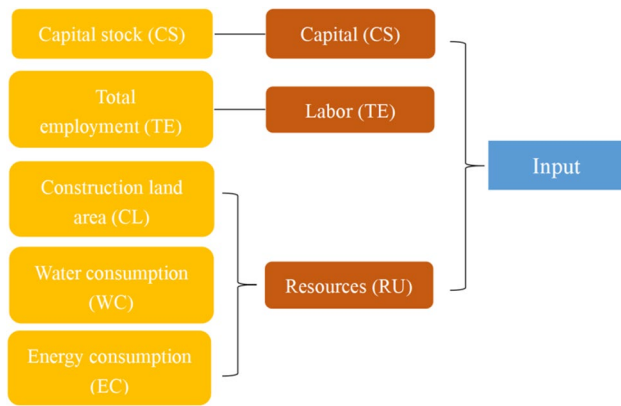 Capital stock (CS)
Capital (CS)
Total
employment (TE)
Labor (TE)
Input
Construction land
area (CL)
Water consumption
(WC)
Resources (RU)
Energy consumption
(EC)